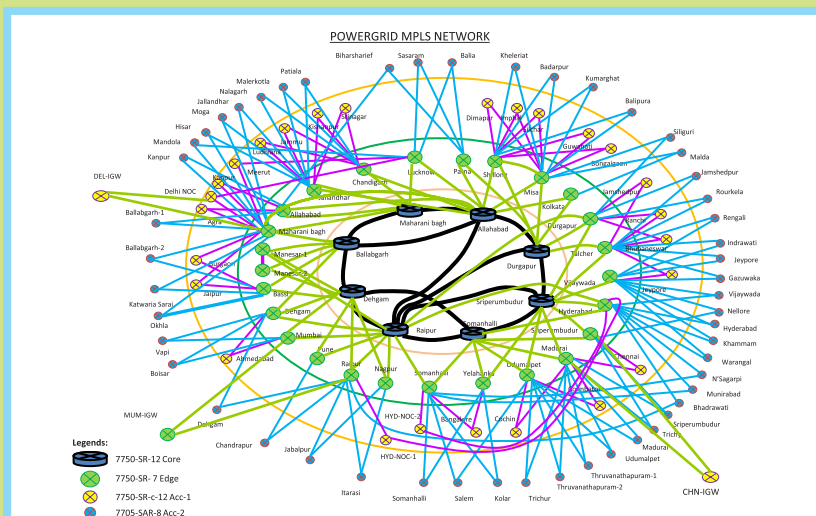 POWERGRID MPLS NETWORK
Biharsharief
Sasaram
Balia
Kheleriat
Badarpur
Kumarghat
Balipura
Siliguri
Malda
Jamshedpur
Rourkela
Rengali
Indrawati
Jeypore
Gazuwaka
Vijaywada
Nellore
Hyderabad
Khammam
Warangal
N'Sagarpi
Munirabad
Bhadrawati
Sriperumbudur
Trichy
Madurai
Udumalpet
Thruvanathapuram-1
Thruvanathapuram-2
Trichur
Kolar
Salem
Somanhalli
Itarasi
Jabalpur
Chandrapur
Dehgam
Boisar
Vapi
Okhla
Katwaria Sarai
Ballabgarh-2
Ballabgarh-1
Kanpur
Mandola
Hisar
Moga
Jallandhar
Nalagarh
Malerkotla
Patiala
DEL-IGW
MUM-IGW
CHN-IGW
Delhi NOC
Meerut
Jammu
Kishanpur
Srinagar
Dimapur
Imphal
Silchar
Guwapoti
Bongaigaon
Jamshedpur
Ranchi
Bhubaneswar
Jeypore
Chennai
Cochin
Bangalore
HYD-NOC-2
HYD-NOC-1
Ahmedabad
Jaipur
Gurgaon
Agra
Ludhiana
Jalandhar
Chandigarh
Lucknow
Patna
Shillong
Misa
Kolkata
Durgapur
Talcher
Vijaywada
Hyderabad
Sriperumbudur
Madurai
Udumalpet
Yelahanka
Somanhalli
Nagpur
Raipur
Pune
Mumbai
Dehgam
Bassi
Manesar-2
Manesar-1
Maharani bagh
Allahabad
Maharani bagh
Allahabad
Durgapur
Sriperumbudur
Somanhalli
Raipur
Dehgam
Ballabgarh
Legends:
7750-SR-12 Core
7750-SR- 7 Edge
7750-SR-c-12 Acc-1
7705-SAR-8 Acc-2